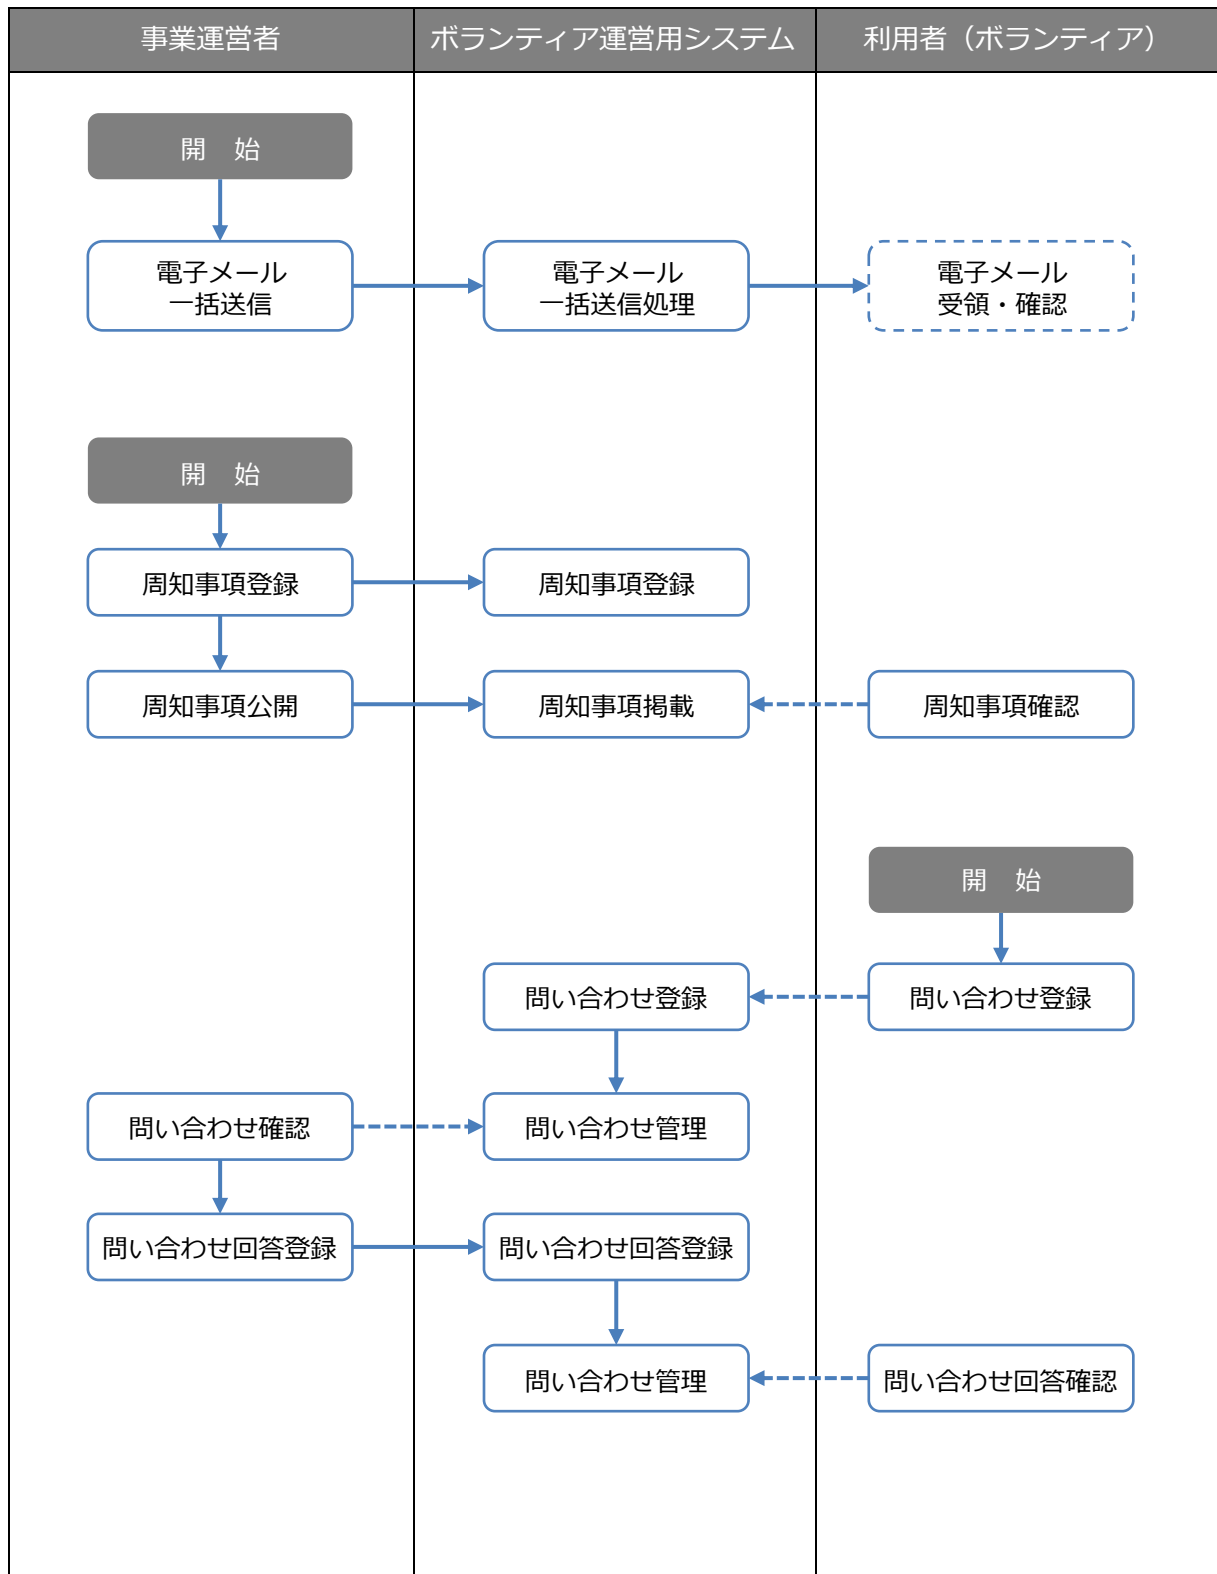 事業運営者
ボランティア運営用システム
利用者（ボランティア）
開　始
電子メール
一括送信
電子メール
一括送信処理
電子メール
受領・確認
開　始
周知事項登録
周知事項登録
周知事項公開
周知事項掲載
周知事項確認
開　始
問い合わせ登録
問い合わせ登録
問い合わせ確認
問い合わせ管理
問い合わせ回答登録
問い合わせ回答登録
問い合わせ管理
問い合わせ回答確認